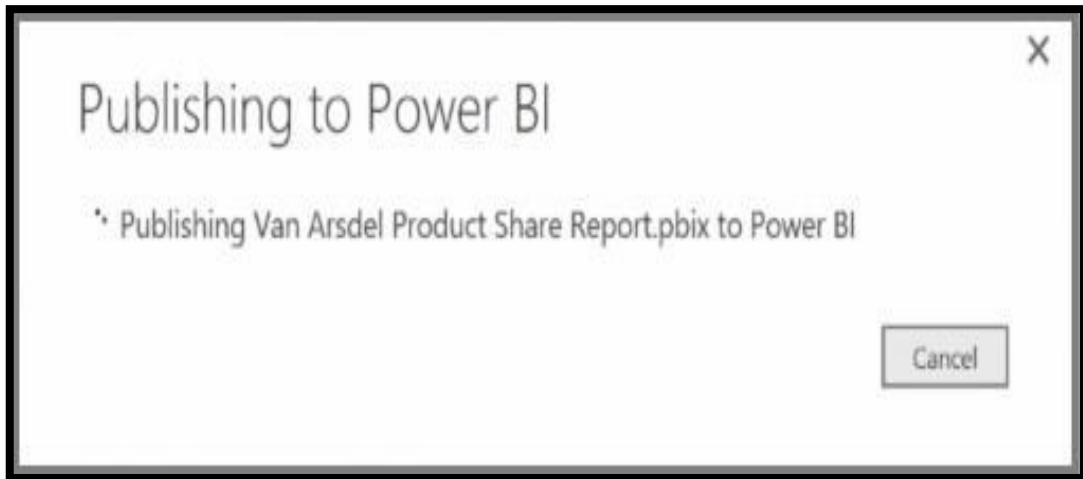 X
Publishing to Power BI
Publishing Van Arsdel Product Share Report.pbix to Power BI
Cancel